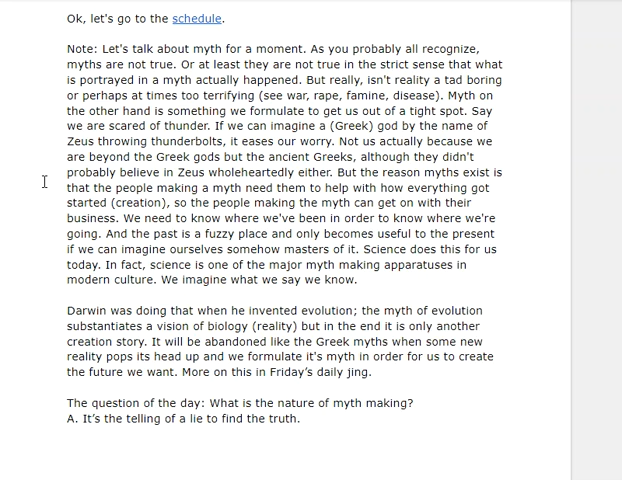 Ok, let's go to the schedule.
Note: Let's talk about myth for a moment. As you probably all recognize,
myths are not true. Or at least they are not true in the strict sense that what
is portrayed in a myth actually happened. But really, isn't reality a tad boring
or perhaps at times too terrifying (see war, rape, famine, disease). Myth on
the other hand is something we formulate to get us out of a tight spot. Say
we are scared of thunder. If we can imagine a (Greek) god by the name of
Zeus throwing thunderbolts, it eases our worry. Not us actually because we
are beyond the Greek gods but the ancient Greeks, although they didn't
probably believe in Zeus wholeheartedly either. But the reason myths exist is
that the people making a myth need them to help with how everything got
started (creation), so the people making the myth can get on with their
business. We need to know where we've been in order to know where we're
going. And the past is a fuzzy place and only becomes useful to the present
if we can imagine ourselves somehow masters of it. Science does this for us
today. In fact, science is one of the major myth making apparatuses in
modern culture. We imagine what we say we know.
Darwin was doing that when he invented evolution; the myth of evolution
substantiates a vision of biology (reality) but in the end it is only another
creation story. It will be abandoned like the Greek myths when some new
reality pops its head up and we formulate it's myth in order for us to create
the future we want. More on this in Friday's daily jing.
The question of the day: What is the nature of myth making?
A. It's the telling of a lie to find the truth.